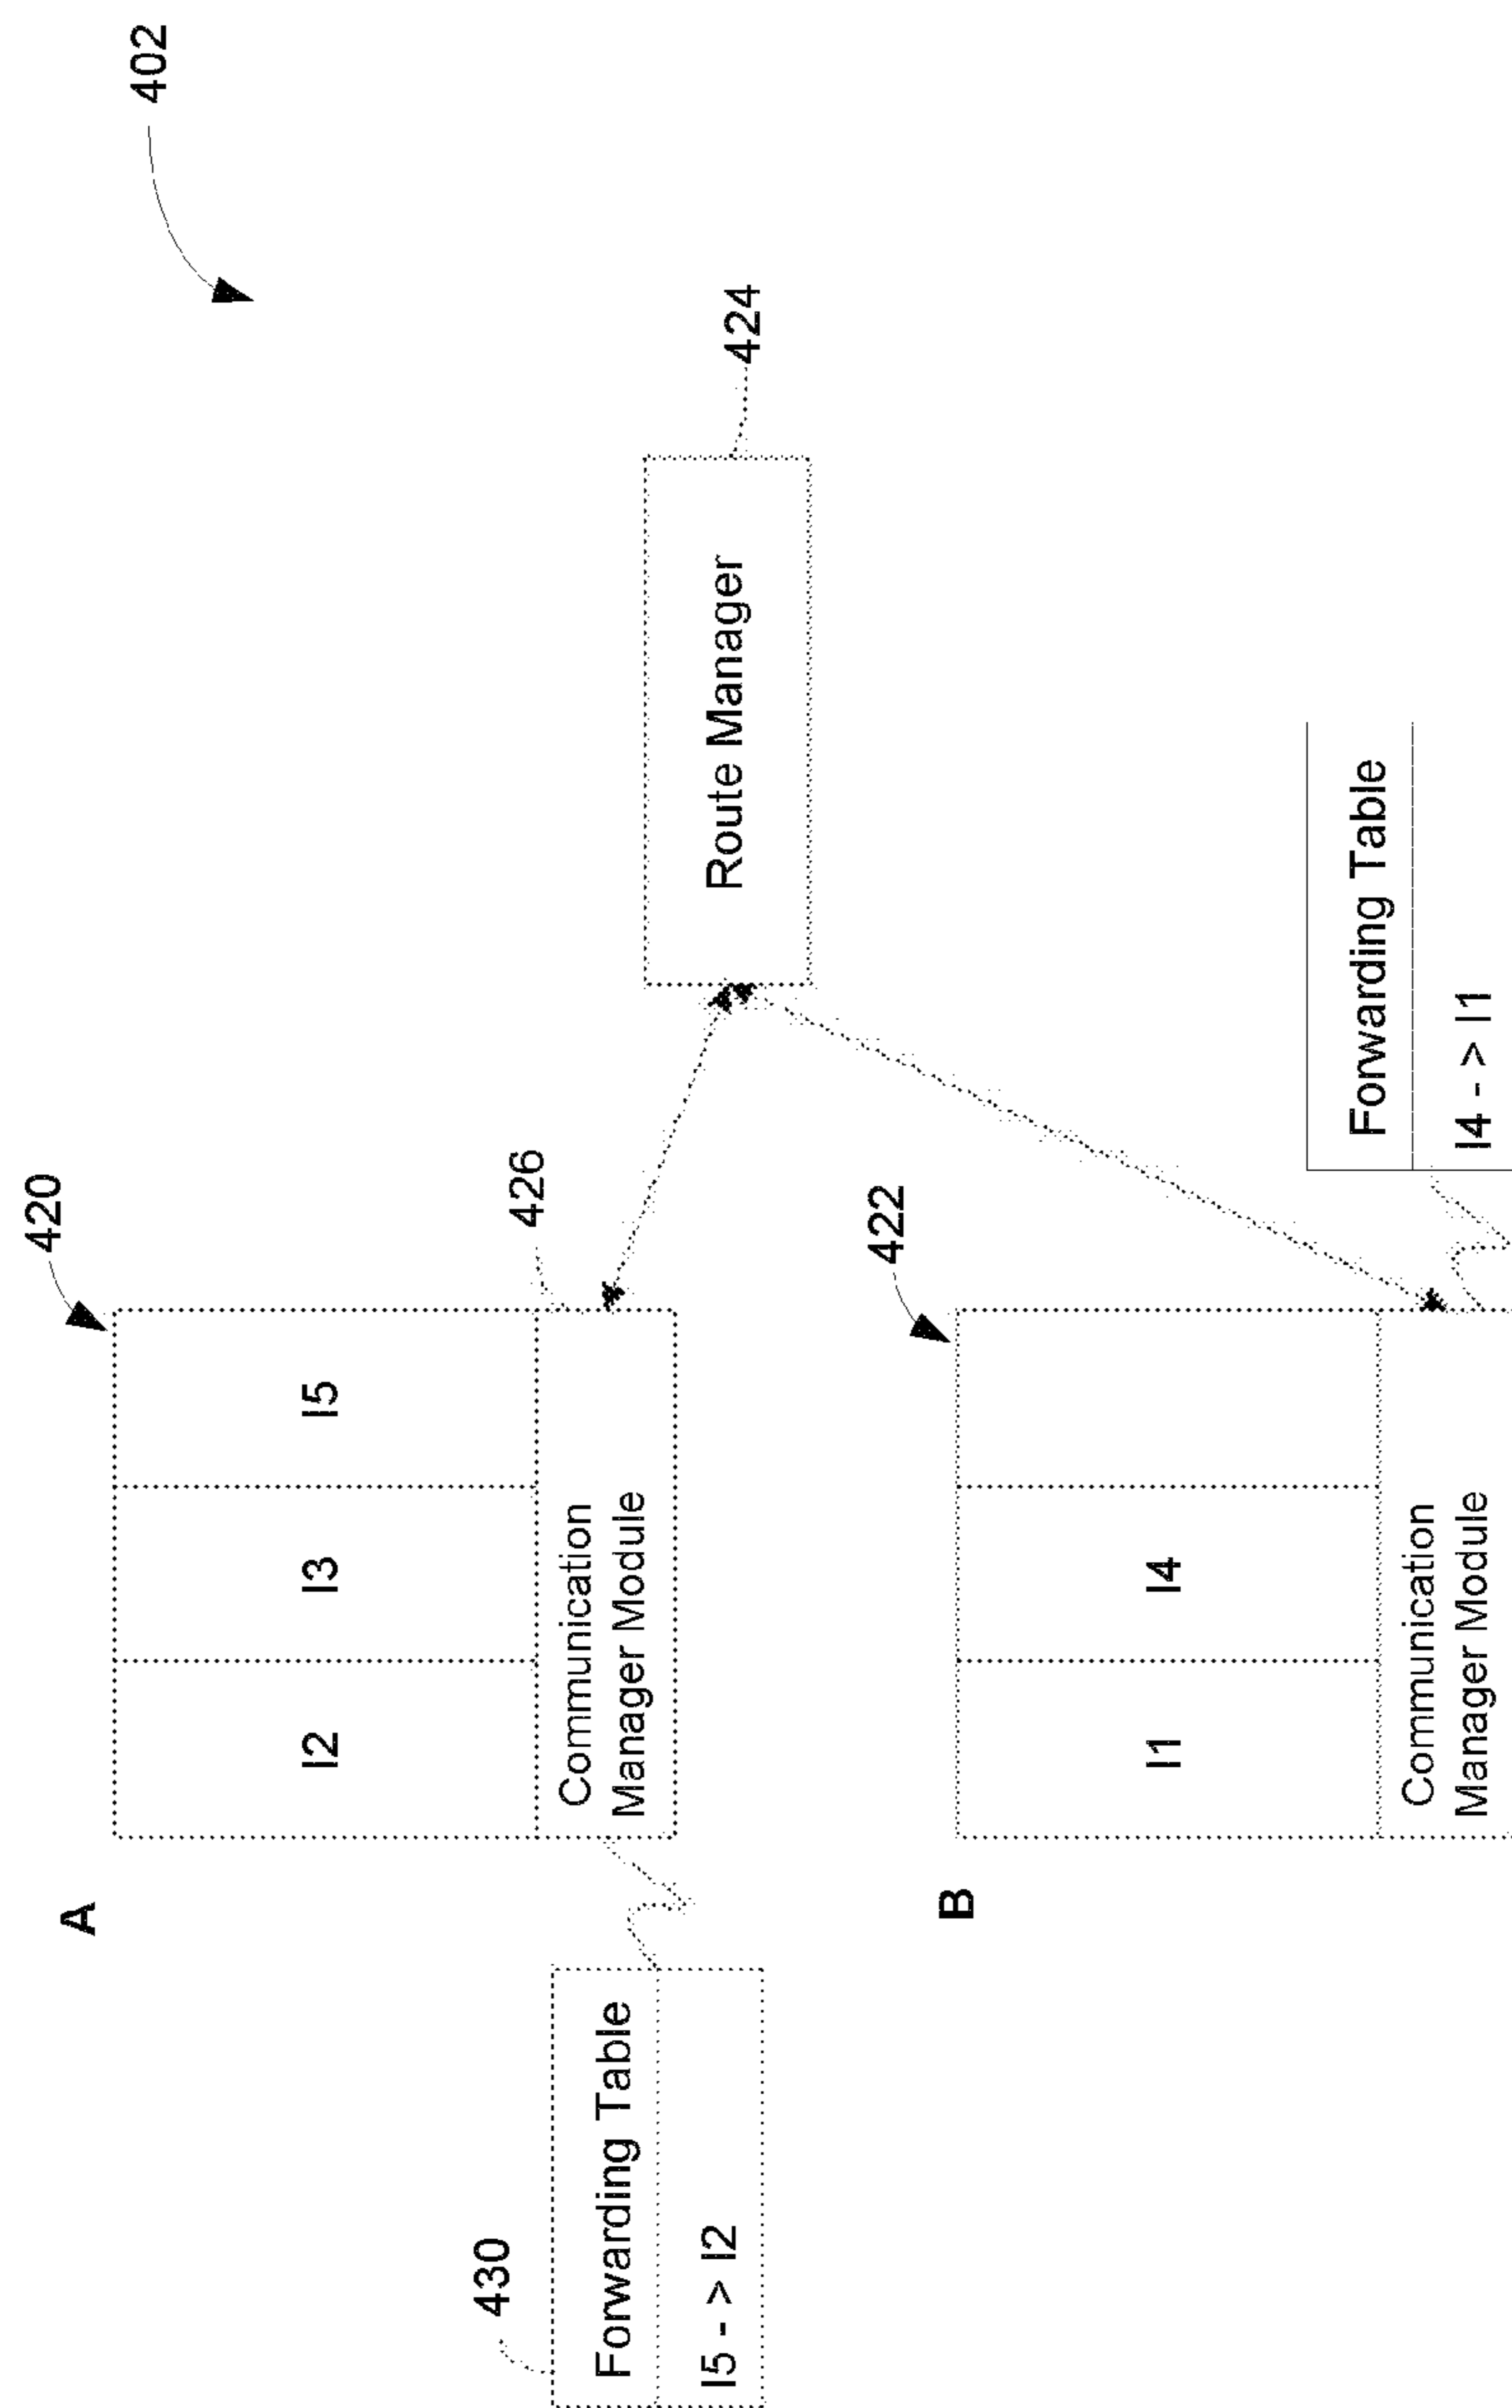 402
A
420
I2
I3
I5
426
Communication
Manager Module
430
Forwarding Table
I5 - > I2
Route Manager
424
B
422
I1
I4
Communication
Manager Module
Forwarding Table
I4 - > I1